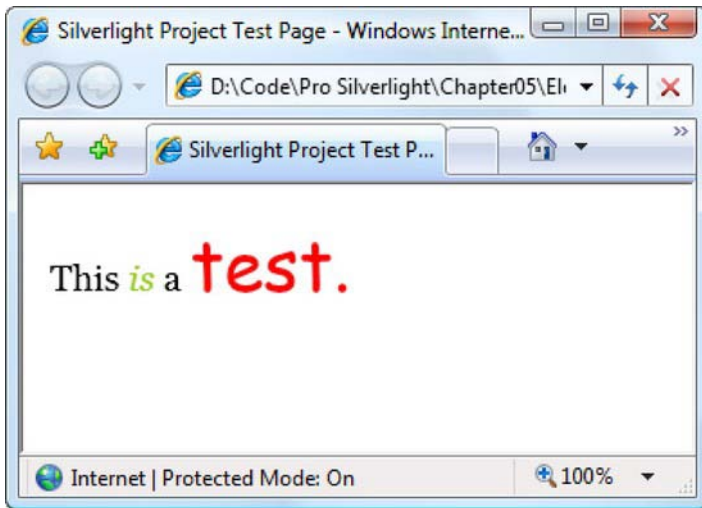 Silverlight Project Test Page - Windows Interne...
D:\Code\Pro Silverlight\Chapter05\El
Silverlight Project Test P...
This is a test.
Internet | Protected Mode: On
100%